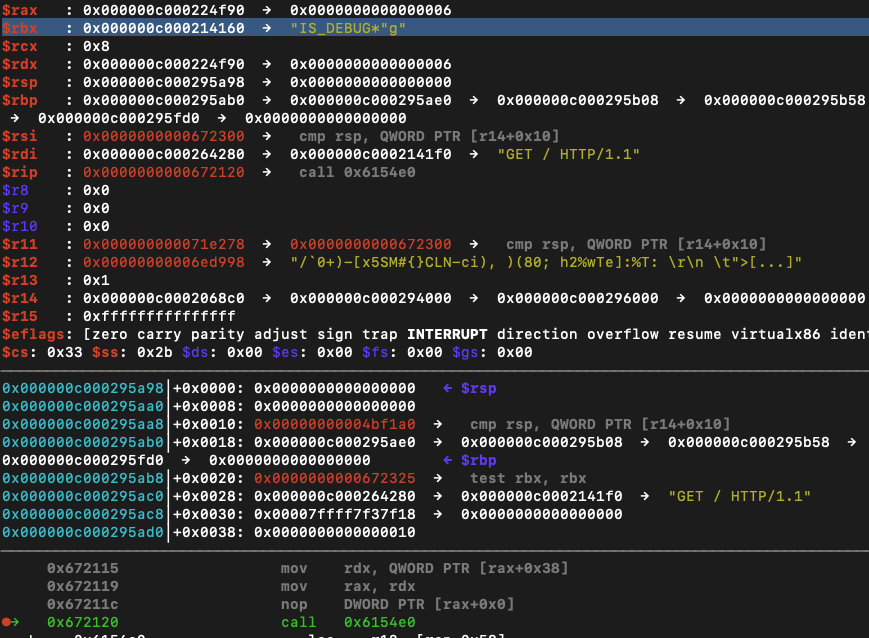 $rax   : 0x000000c000224f90  →  0x0000000000000006
$rbx   : 0x000000c000214160  →  "IS_DEBUG*"g"
$rcx   : 0x8
$rdx   : 0x000000c000224f90  →  0x0000000000000006
$rsp   : 0x000000c000295a98  →  0x0000000000000000
$rbp   : 0x000000c000295ab0  →  0x000000c000295ae0  →  0x000000c000295b08  →  0x000000c000295b58
 →  0x000000c000295fd0  →  0x0000000000000000
$rsi   : 0x0000000000672300  →   cmp rsp, QWORD PTR [r14+0x10]
$rdi   : 0x000000c000264280  →  0x000000c0002141f0  →  "GET / HTTP/1.1"
$rip   : 0x0000000000672120  →   call 0x6154e0
$r8    : 0x0
$r9    : 0x0
$r10   : 0x0
$r11   : 0x000000000071e278  →  0x0000000000672300  →   cmp rsp, QWORD PTR [r14+0x10]
$r12   : 0x00000000006ed998  →  "/`0+)-[x5SM#{}CLN-ci), )(80; h2%wTe]:%T: \r\n \t">[...]"
$r13   : 0x1
$r14   : 0x000000c0002068c0  →  0x000000c000294000  →  0x000000c000296000  →  0x0000000000000000
$r15   : 0xffffffffffffffff
$eflags: [zero carry parity adjust sign trap INTERRUPT direction overflow resume virtualx86
$cs: 0x33 $ss: 0x2b $ds: 0x00 $es: 0x00 $fs: 0x00 $gs: 0x00
0x000000c000295a98│+0x0000: 0x0000000000000000   ← $rsp
0x000000c000295aa0│+0x0008: 0x0000000000000000
0x000000c000295aa8│+0x0010: 0x00000000004bf1a0  →   cmp rsp, QWORD PTR [r14+0x10]
0x000000c000295ab0│+0x0018: 0x000000c000295ae0  →  0x000000c000295b08  →  0x000000c000295b58  →
0x000000c000295fd0  →  0x0000000000000000        ← $rbp
0x000000c000295ab8│+0x0020: 0x0000000000672325  →   test rbx, rbx
0x000000c000295ac0│+0x0028: 0x000000c000264280  →  0x000000c0002141f0  →  "GET / HTTP/1.1"
0x000000c000295ac8│+0x0030: 0x00007ffff7f37f18  →  0x0000000000000000
0x000000c000295ad0│+0x0038: 0x0000000000000010
0x672115                  mov    rdx, QWORD PTR [rax+0x38]
0x672119                  mov    rax, rdx
0x67211c                  nop    DWORD PTR [rax+0x0]
●→   0x672120                  call   0x6154e0